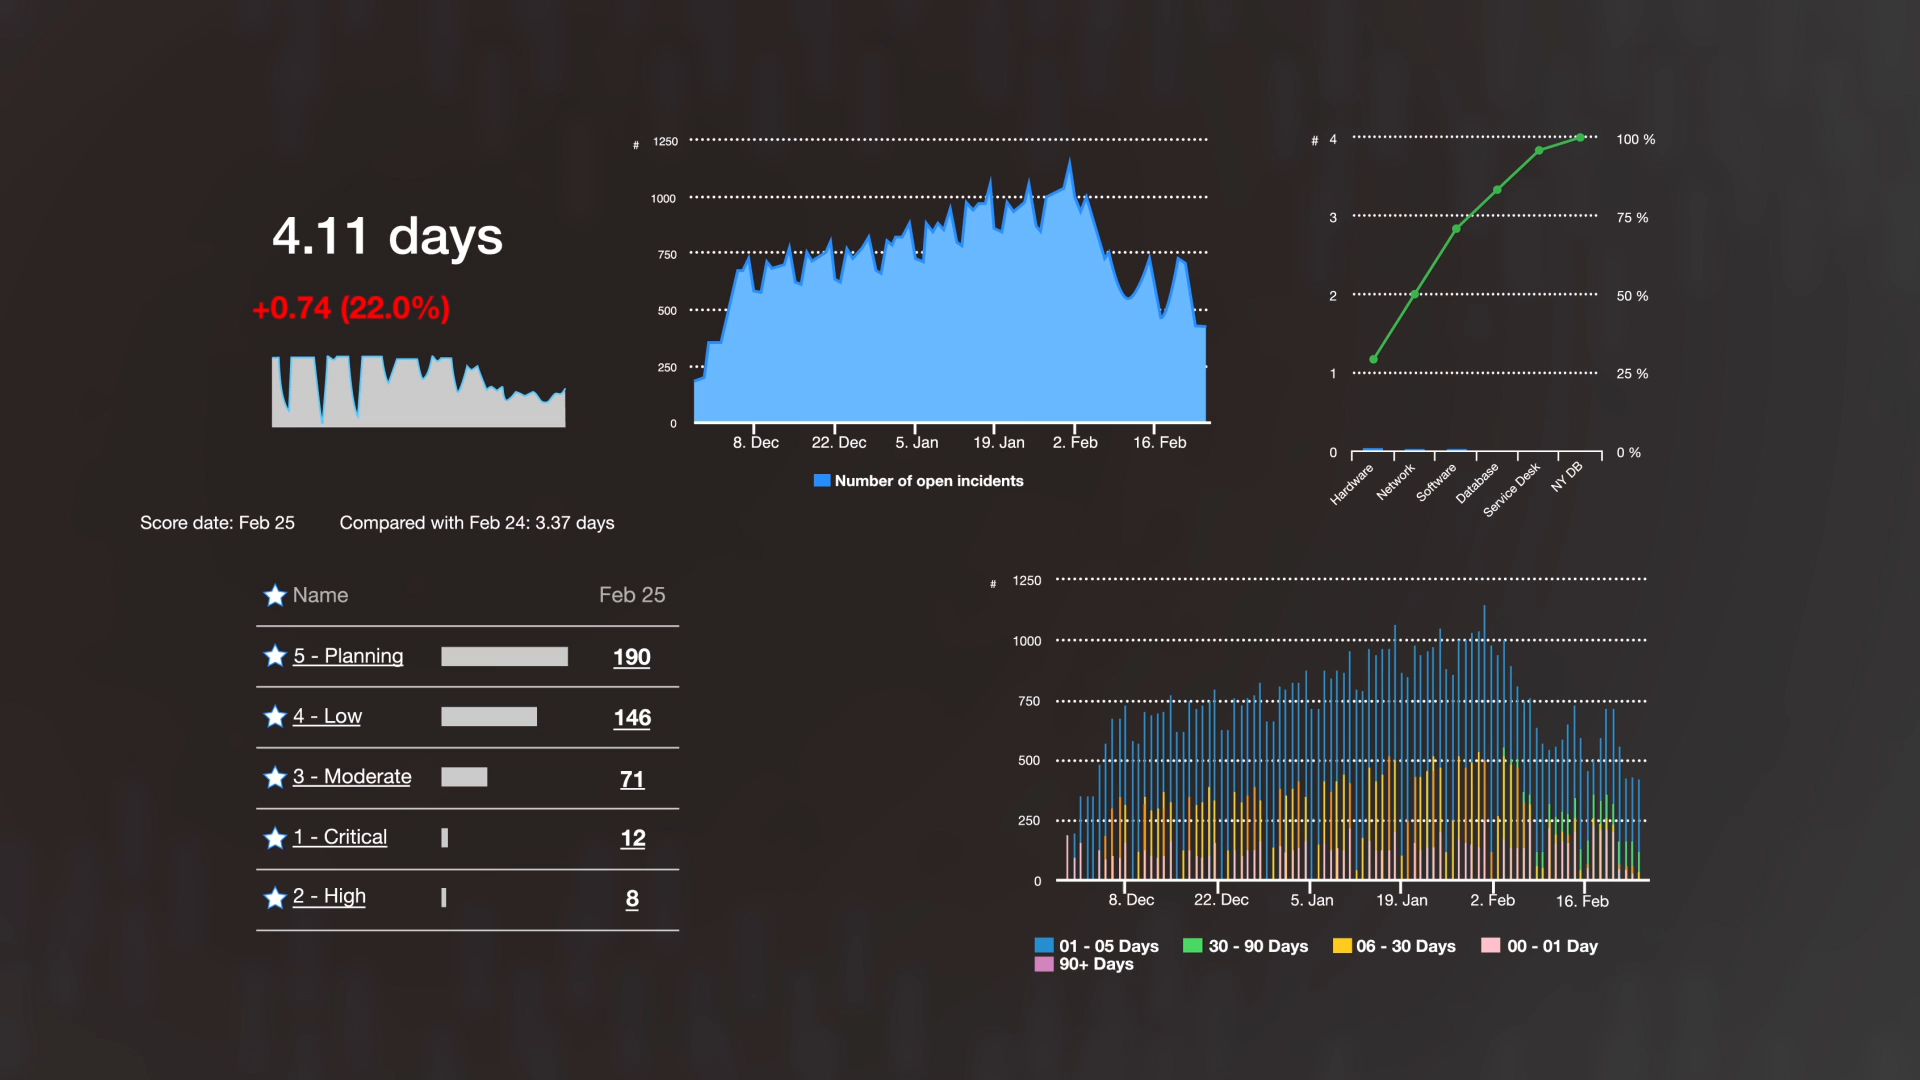 4.11 days
+0.74 (22.0%)
Score date: Feb 25
Compared with Feb 24: 3.37 days
#
1250
1000
750
500
250
0
8. Dec
22. Dec
5. Jan
19. Jan
2. Feb
16. Feb
Number of open incidents
#
4
3
2
1
0
100 %
75 %
50 %
25 %
0 %
Hardware
Network
Software
Database
Service Desk
NY DB
Name Feb 25
5 - Planning 190
4 - Low 146
3 - Moderate 71
1 - Critical 12
2 - High 8
#
1250
1000
750
500
250
0
8. Dec
22. Dec
5. Jan
19. Jan
2. Feb
16. Feb
01 - 05 Days 30 - 90 Days 06 - 30 Days 00 - 01 Day
90+ Days